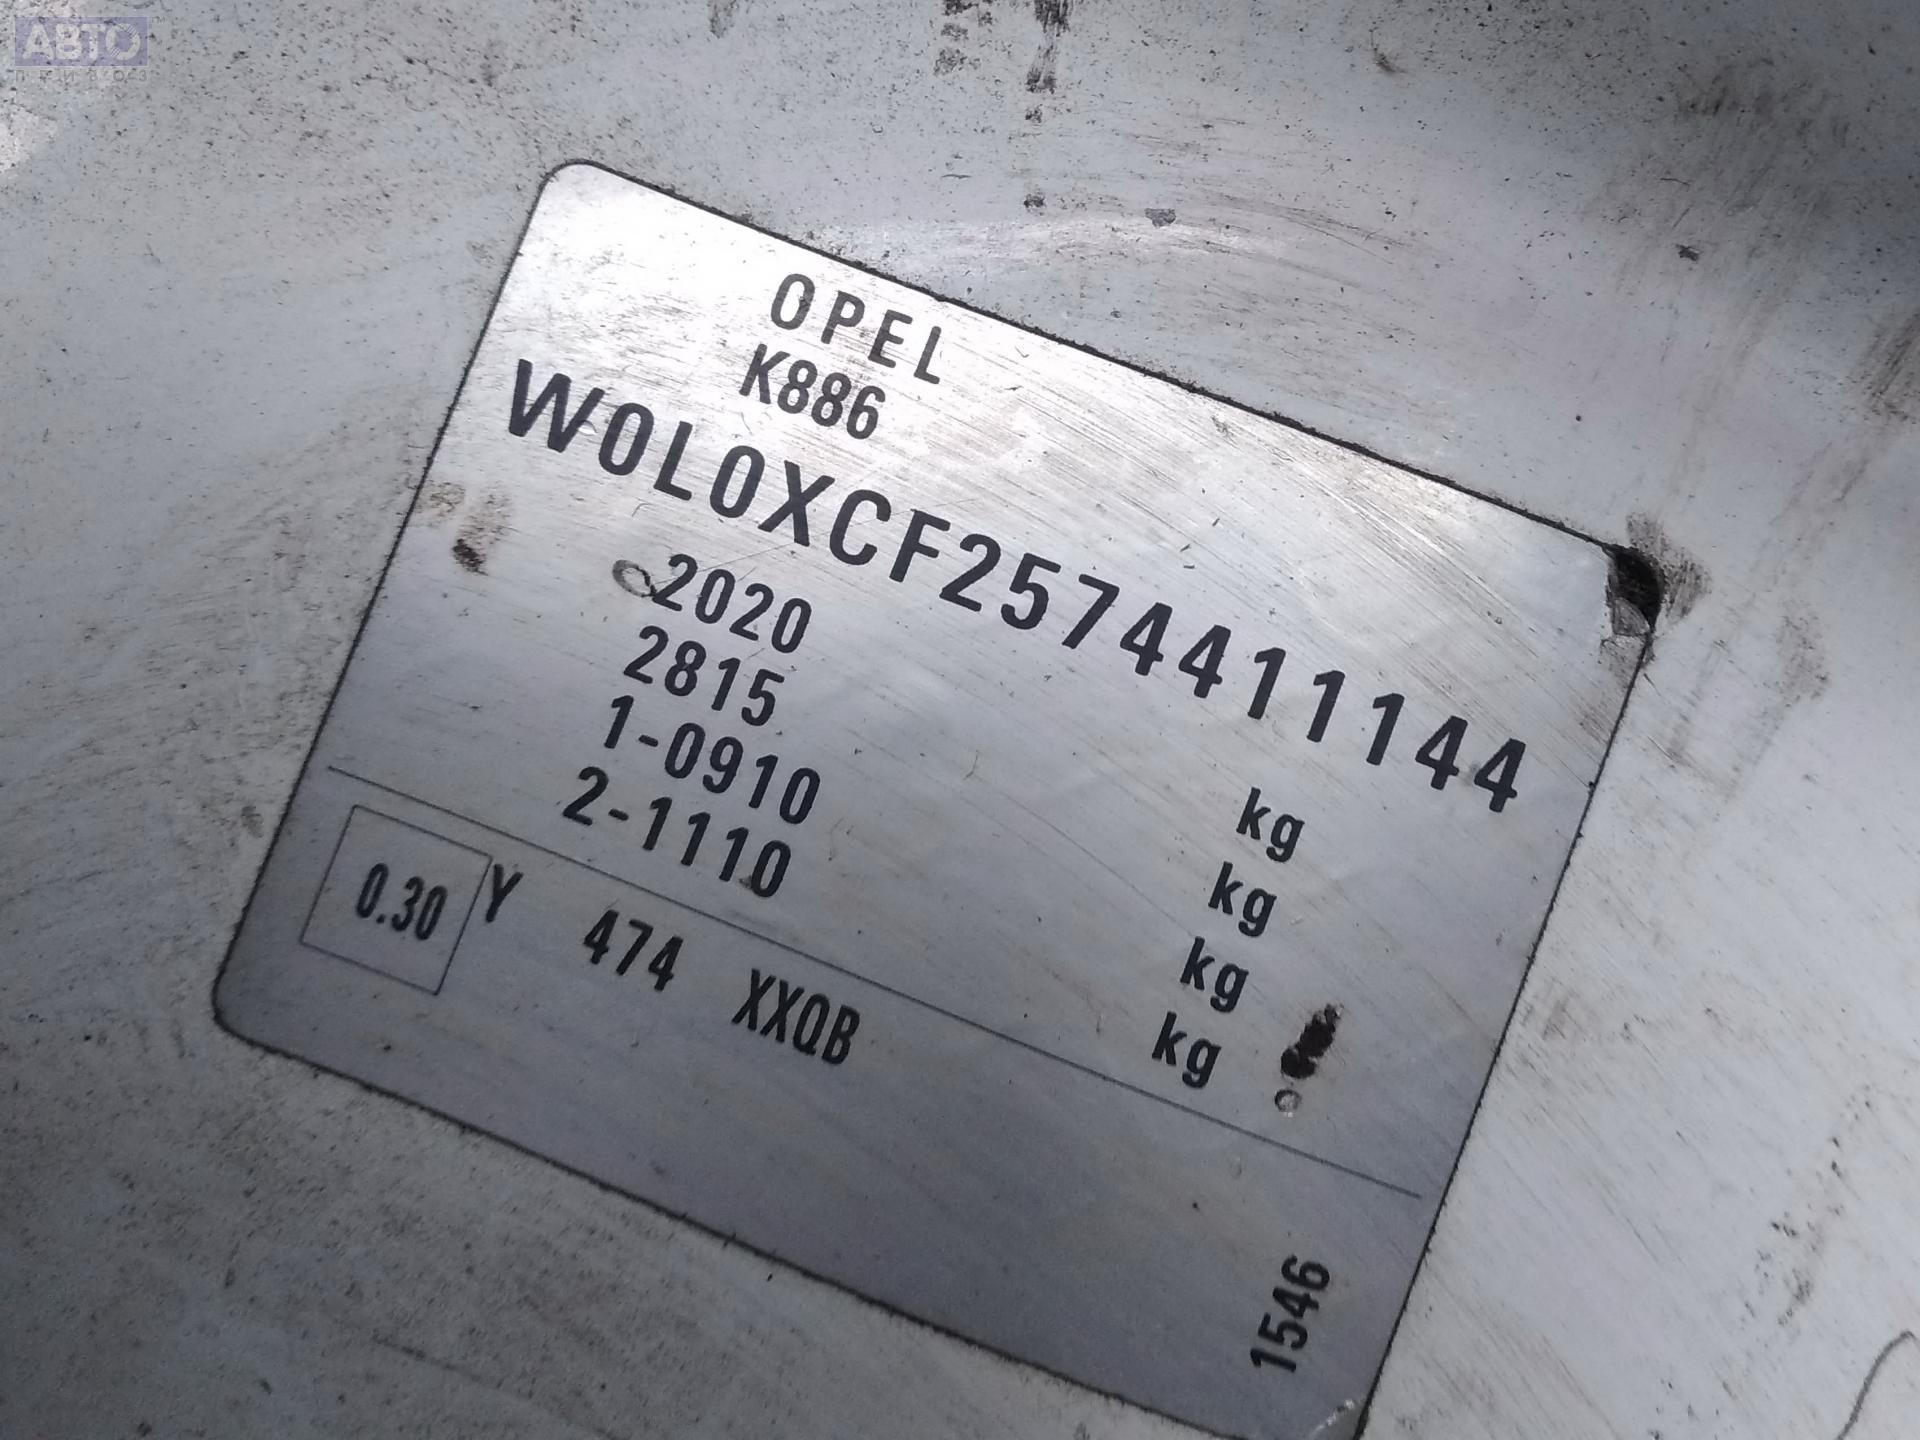 АВТО
ПРИВОЗ
OPEL
K886
W0L0XCF2574411144
2020 kg
2815 kg
1-0910 kg
2-1110 kg
0.30 Y 474 XXQB
1546